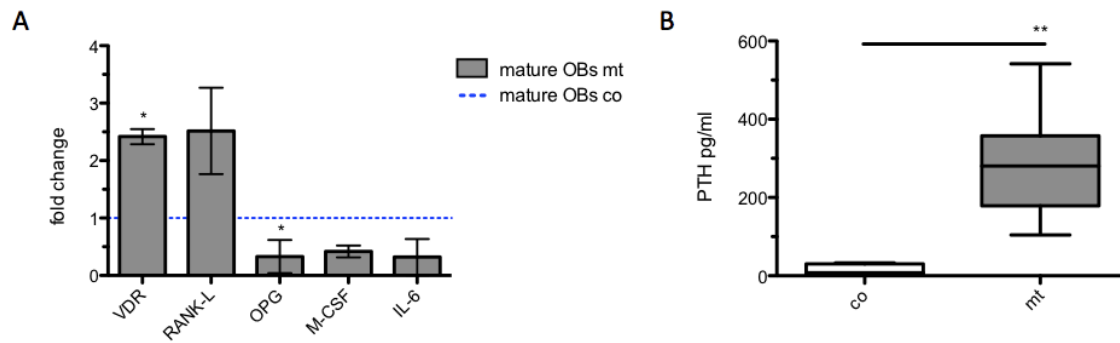 A
fold change
4
3
2
1
0
*
*
VDR
RANK-L
OPG
M-CSF
IL-6
mature OBs mt
mature OBs co
B
PTH pg/ml
600
400
200
0
**
co
mt